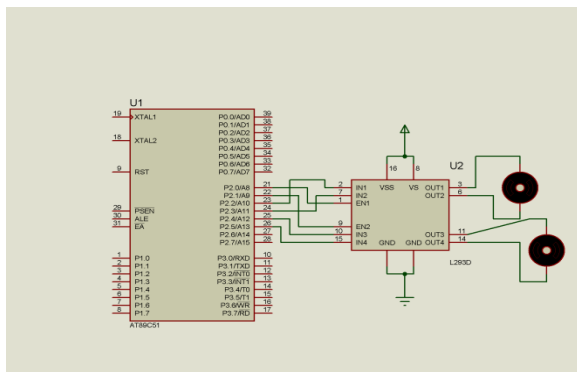 U1
19 XTAL1 P0.0/AD0 39
P0.1/AD1 38
P0.2/AD2 37
18 XTAL2 P0.3/AD3 36
P0.4/AD4 35
P0.5/AD5 34
P0.6/AD6 33
9 RST P0.7/AD7 32
P2.0/A8 21
P2.1/A9 22
P2.2/A10 23
29 PSEN P2.3/A11 24
30 ALE P2.4/A12 25
31 EA P2.5/A13 26
P2.6/A14 27
P2.7/A15 28
1 P1.0 P3.0/RXD 10
2 P1.1 P3.1/TXD 11
3 P1.2 P3.2/INT0 12
4 P1.3 P3.3/INT1 13
5 P1.4 P3.4/T0 14
6 P1.5 P3.5/T1 15
7 P1.6 P3.6/WR 16
8 P1.7 P3.7/RD 17
AT89C51
U2
16 8
2 IN1 VSS VS OUT1 3
7 IN2 OUT2 6
1 EN1
9 EN2
10 IN3 OUT3 11
15 IN4 GND GND OUT4 14
L293D